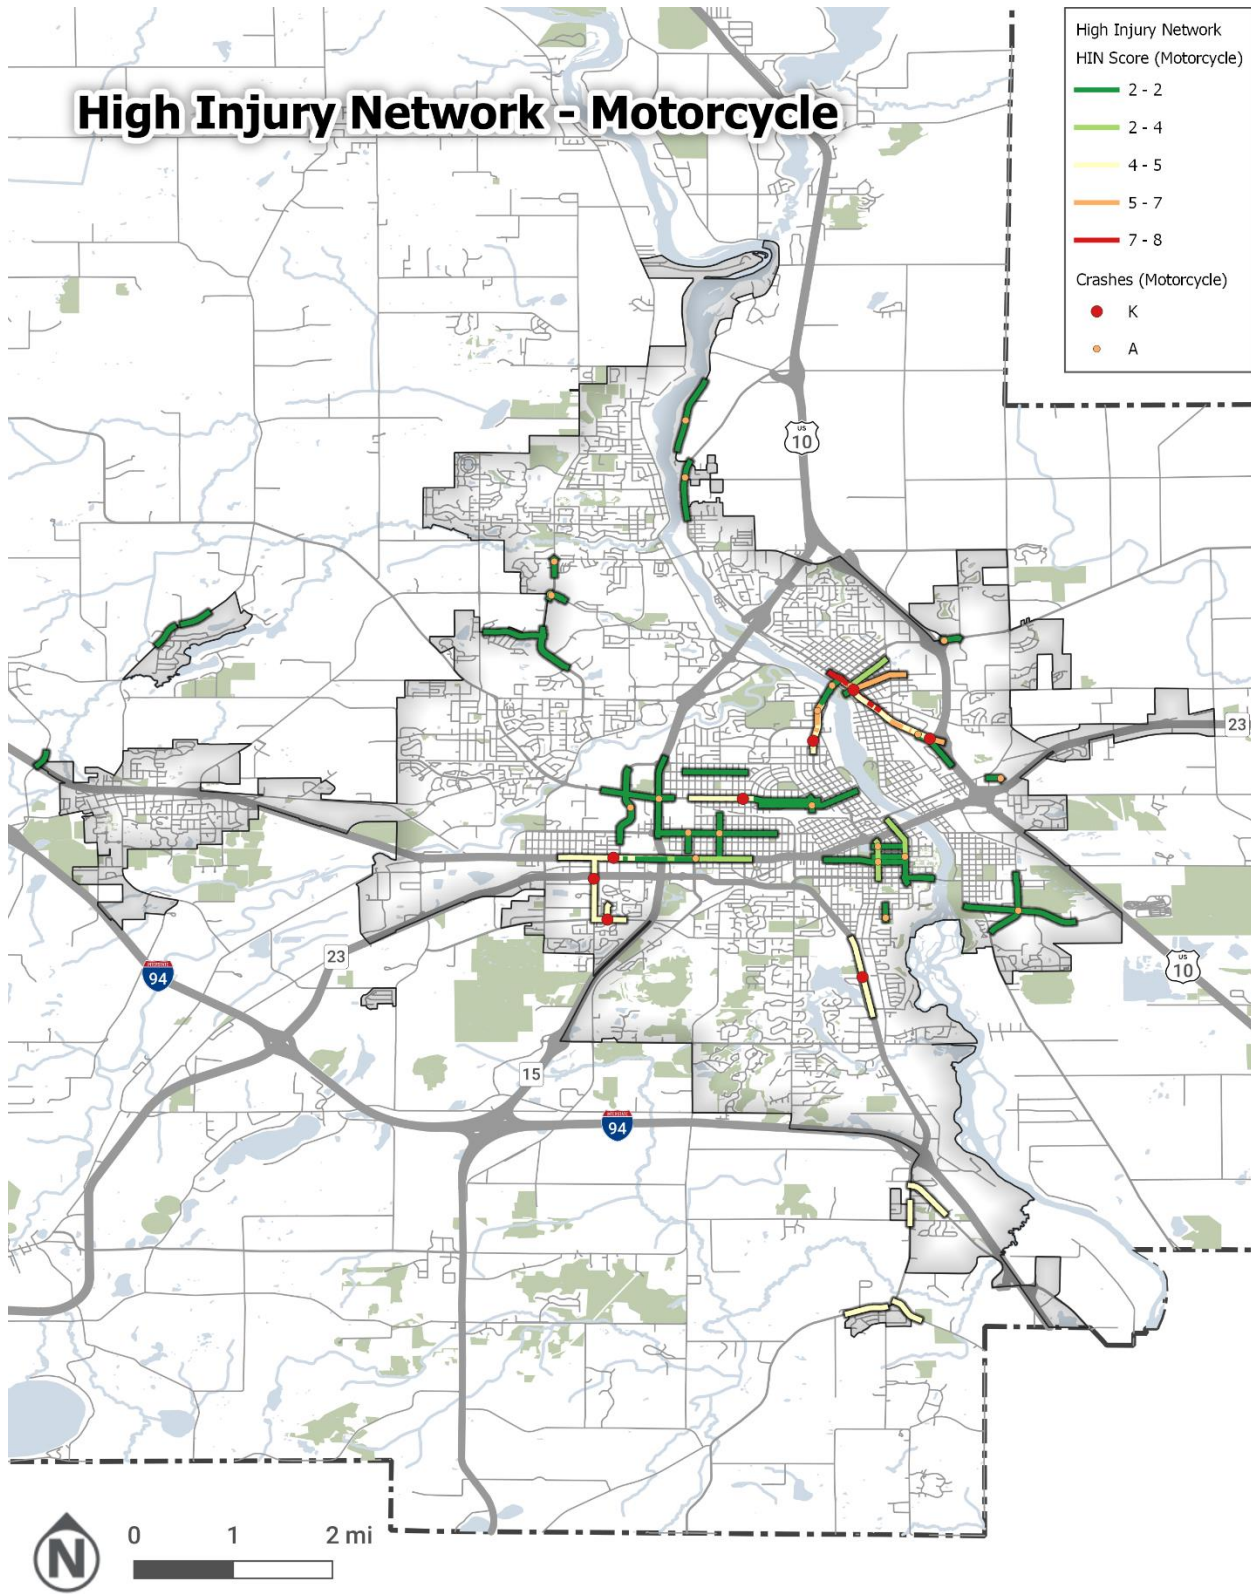 High Injury Network - Motorcycle
High Injury Network
HIN Score (Motorcycle)
2 - 2
2 - 4
4 - 5
5 - 7
7 - 8
Crashes (Motorcycle)
K
A
US
10
23
23
94
US
10
15
94
N
0 1 2 mi